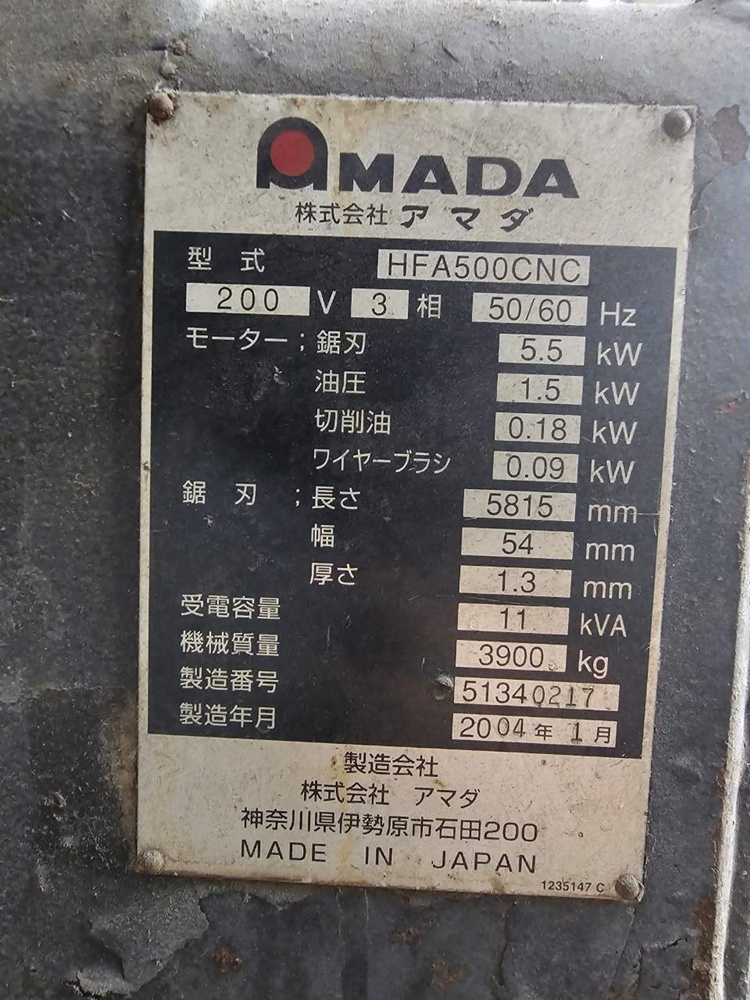 AMADA
株式会社 アマダ
型式 HFA500CNC
200 V 3 相 50/60 Hz
モーター ; 鋸刃 5.5 kW
油圧 1.5 kW
切削油 0.18 kW
ワイヤーブラシ 0.09 kW
鋸刃 ; 長さ 5815 mm
幅 54 mm
厚さ 1.3 mm
受電容量 11 kVA
機械質量 3900 kg
製造番号 51340217
製造年月 2004年 1月
製造会社
株式会社 アマダ
神奈川県伊勢原市石田200
MADE IN JAPAN
1235147 C